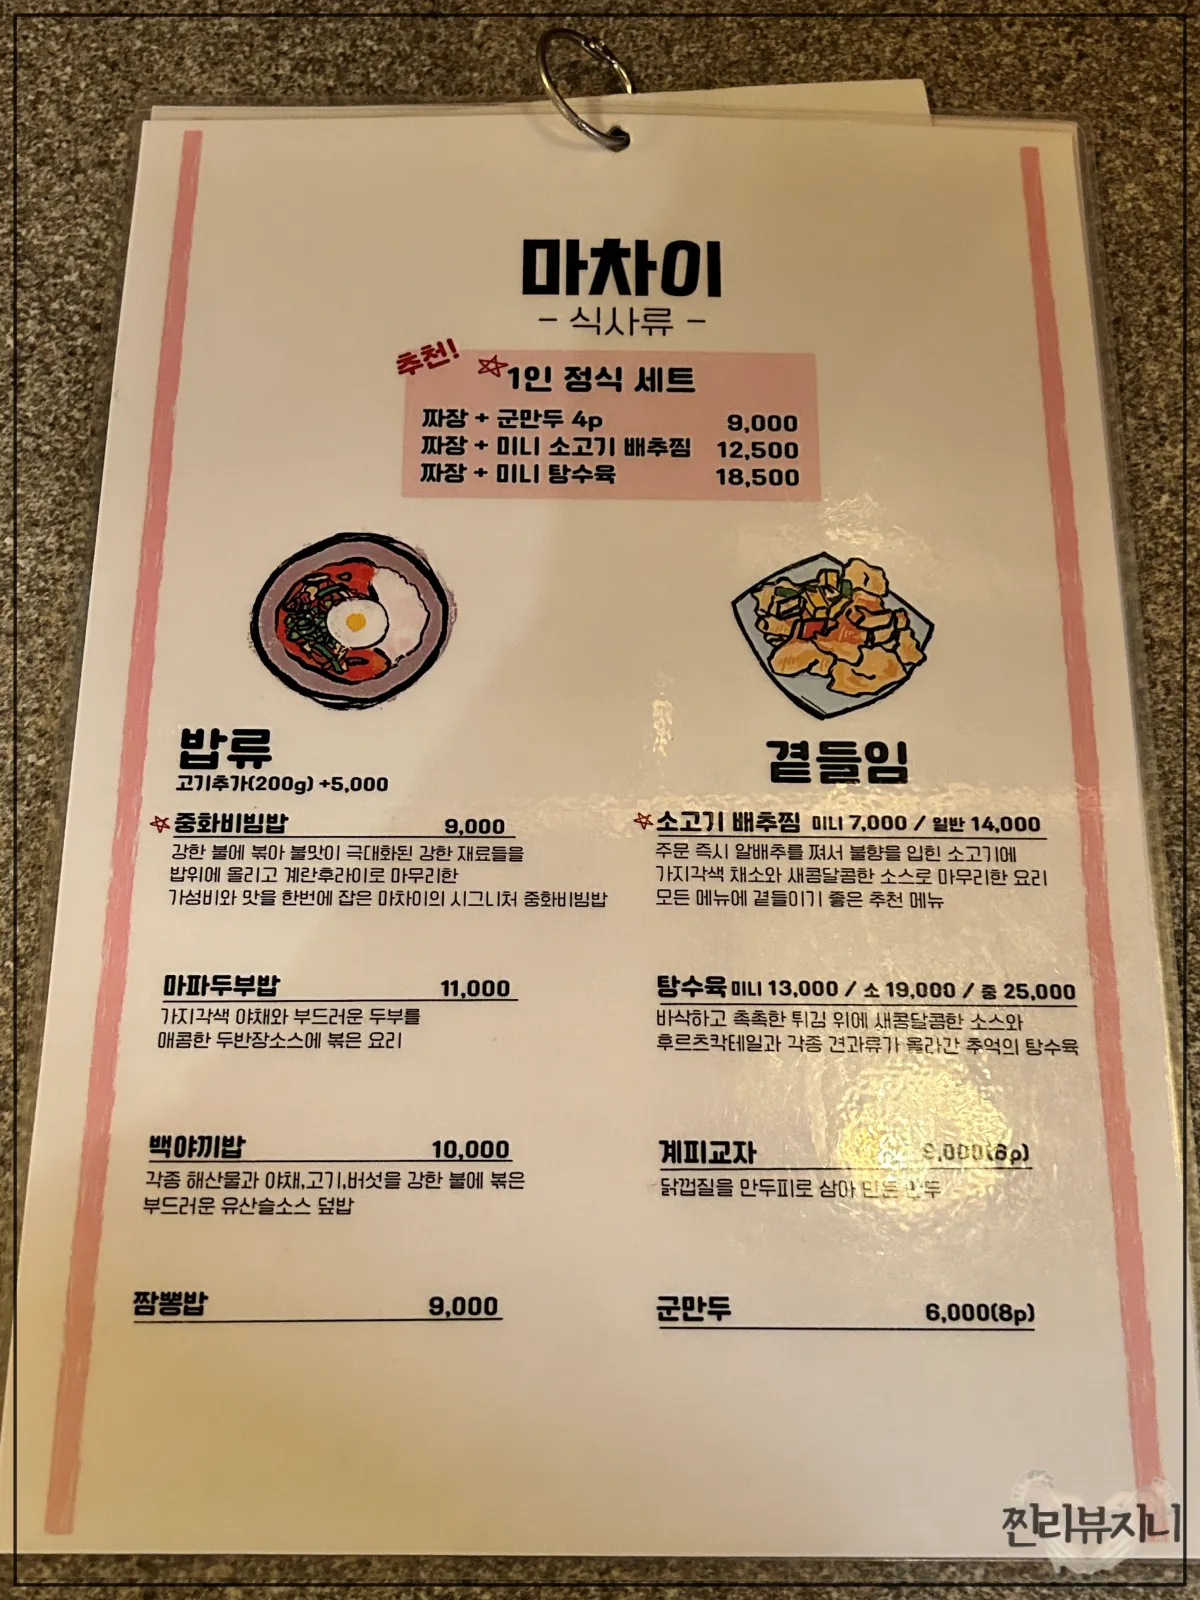 마차이
- 식사류 -
추천!
☆1인 정식 세트
짜장 + 군만두 4p 9,000
짜장 + 미니 소고기 배추찜 12,500
짜장 + 미니 탕수육 18,500
밥류
고기추가(200g) +5,000
☆중화비빔밥 9,000
강한 불에 볶아 불맛이 극대화된 강한 재료들을
밥위에 올리고 계란후라이로 마무리한
가성비와 맛을 한번에 잡은 마차이의 시그니처 중화비빔밥
마파두부밥 11,000
가지각색 야채와 부드러운 두부를
매콤한 두반장소스에 볶은 요리
백야끼밥 10,000
각종 해산물과 야채,고기,버섯을 강한 불에 볶은
부드러운 유산슬소스 덮밥
짬뽕밥 9,000
곁들임
☆소고기 배추찜 미니 7,000 / 일반 14,000
주문 즉시 알배추를 쪄서 불향을 입힌 소고기에
가지각색 채소와 새콤달콤한 소스로 마무리한 요리
모든 메뉴에 곁들이기 좋은 추천 메뉴
탕수육 미니 13,000 / 소 19,000 / 중 25,000
바삭하고 촉촉한 튀김 위에 새콤달콤한 소스와
후르츠칵테일과 각종 견과류가 올라간 추억의 탕수육
계피교자
닭껍질을 만두피로 삼아 만든 만두
군만두 6,000(8p)
찐리뷰지니